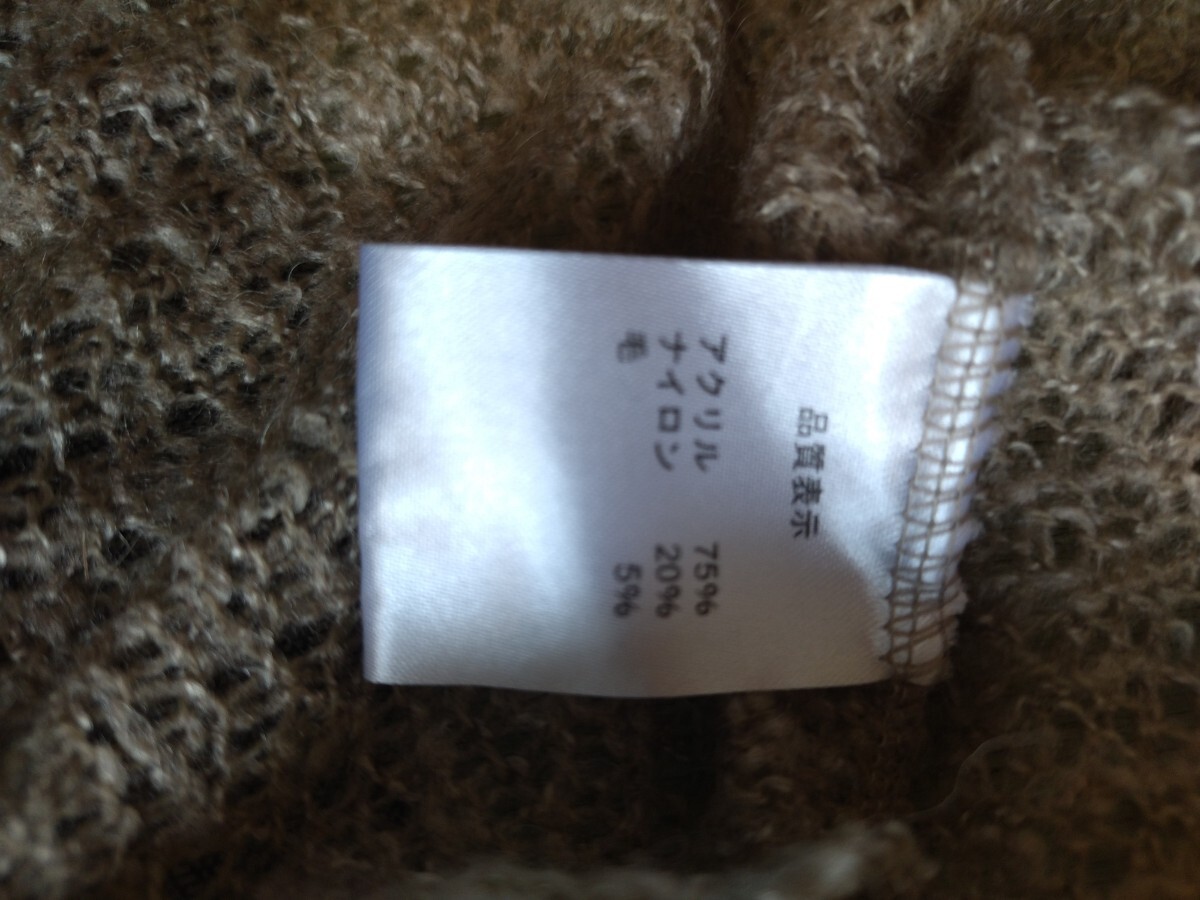 品質表示
アクリル 75%
ナイロン 20%
毛 5%